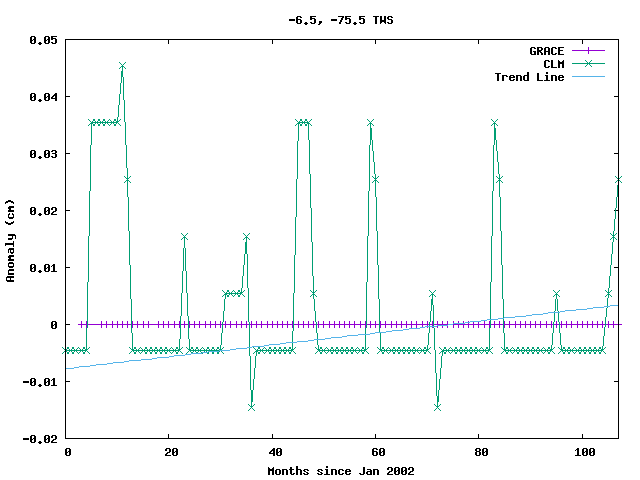 -6.5, -75.5 TWS
GRACE
CLM
Trend Line
0.05
0.04
0.03
0.02
0.01
0
-0.01
-0.02
Anomaly (cm)
0 20 40 60 80 100
Months since Jan 2002